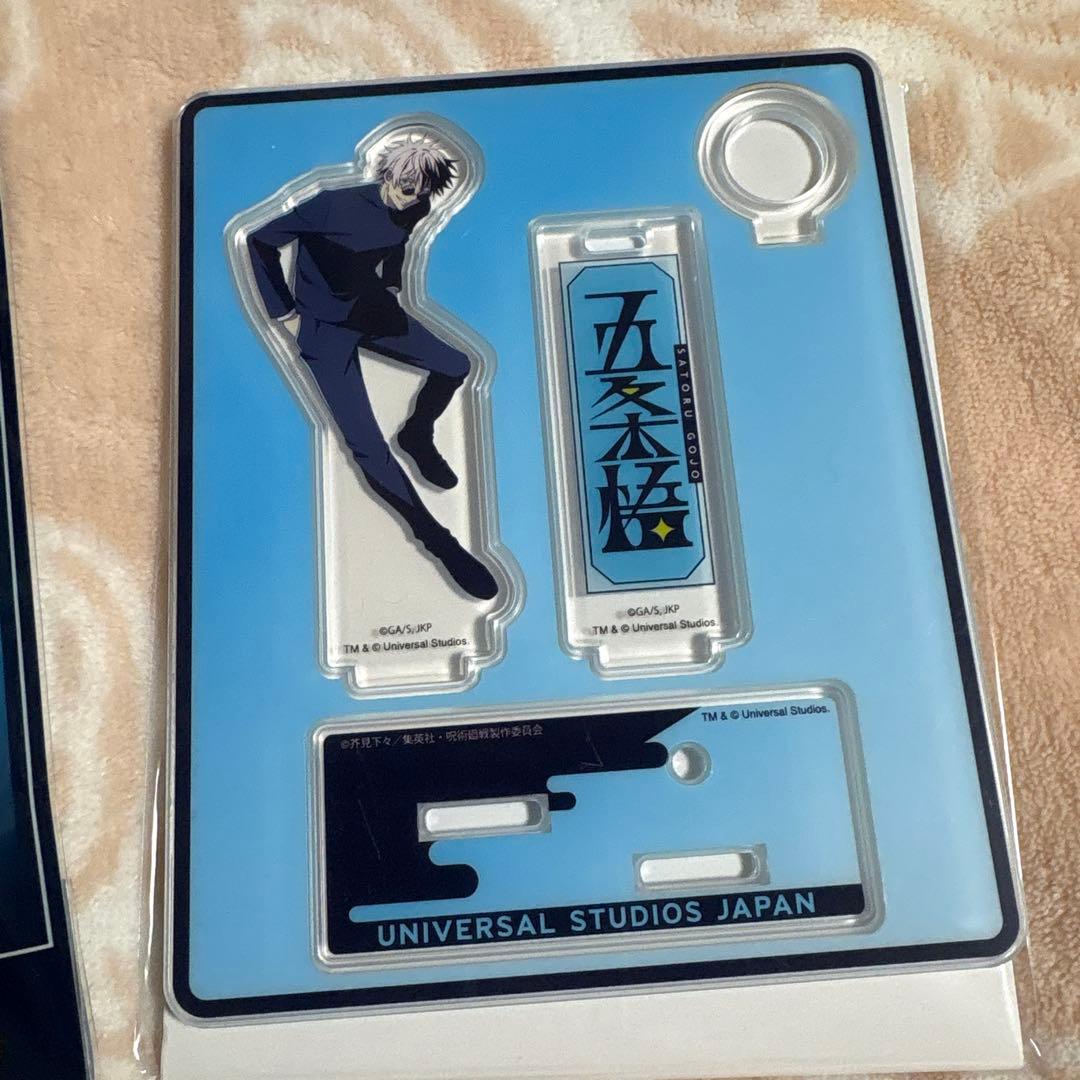 五条悟
SATORU GOJO
©GA/S, JKP
TM & © Universal Studios.
©GA/S, JKP
TM & © Universal Studios.
©芥見下々／集英社・呪術廻戦製作委員会
TM & © Universal Studios.
UNIVERSAL STUDIOS JAPAN